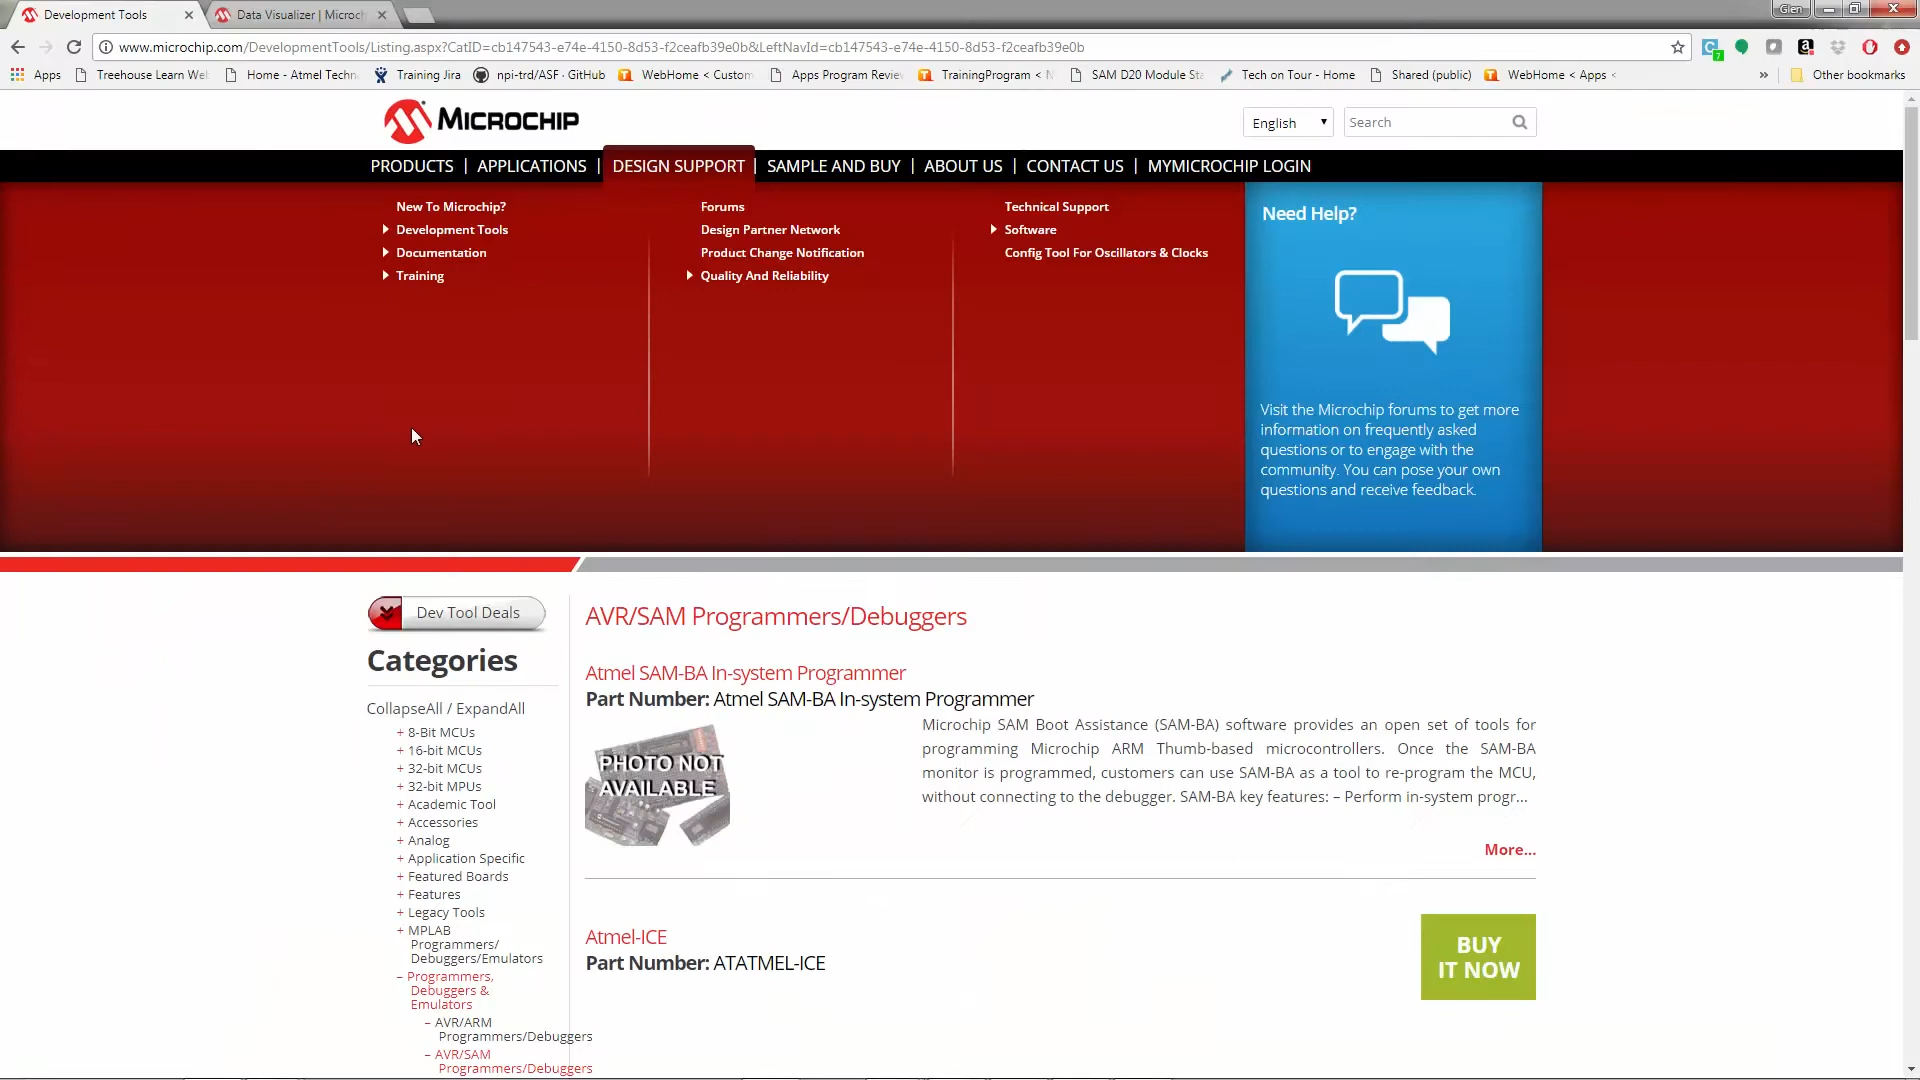 Development Tools
Data Visualizer | Microch
Glen
www.microchip.com/DevelopmentTools/Listing.aspx?CatID=cb147543-e74e-4150-8d53-f2ceafb39e0b&LeftNavId=cb147543-e74e-4150-8d53-f2ceafb39e0b
7
Apps
Treehouse Learn We
Home - Atmel Techn
Training Jira
npi-trd/ASF · GitHub
WebHome < Custom
Apps Program Review
TrainingProgram < N
SAM D20 Module Sta
Tech on Tour - Home
Shared (public)
WebHome < Apps <
»
Other bookmarks
MICROCHIP
English
Search
PRODUCTS | APPLICATIONS | DESIGN SUPPORT | SAMPLE AND BUY | ABOUT US | CONTACT US | MYMICROCHIP LOGIN
New To Microchip?
Development Tools
Documentation
Training
Forums
Design Partner Network
Product Change Notification
Quality And Reliability
Technical Support
Software
Config Tool For Oscillators & Clocks
Need Help?
Visit the Microchip forums to get more
information on frequently asked
questions or to engage with the
community. You can pose your own
questions and receive feedback.
Dev Tool Deals
Categories
CollapseAll / ExpandAll
+ 8-Bit MCUs
+ 16-bit MCUs
+ 32-bit MCUs
+ 32-bit MPUs
+ Academic Tool
+ Accessories
+ Analog
+ Application Specific
+ Featured Boards
+ Features
+ Legacy Tools
+ MPLAB
Programmers/
Debuggers/Emulators
– Programmers,
Debuggers &
Emulators
– AVR/ARM
Programmers/Debuggers
– AVR/SAM
Programmers/Debuggers
AVR/SAM Programmers/Debuggers
Atmel SAM-BA In-system Programmer
Part Number: Atmel SAM-BA In-system Programmer
PHOTO NOT
AVAILABLE
Microchip SAM Boot Assistance (SAM-BA) software provides an open set of tools for
programming Microchip ARM Thumb-based microcontrollers. Once the SAM-BA
monitor is programmed, customers can use SAM-BA as a tool to re-program the MCU,
without connecting to the debugger. SAM-BA key features: – Perform in-system progr...
More...
Atmel-ICE
Part Number: ATATMEL-ICE
BUY
IT NOW